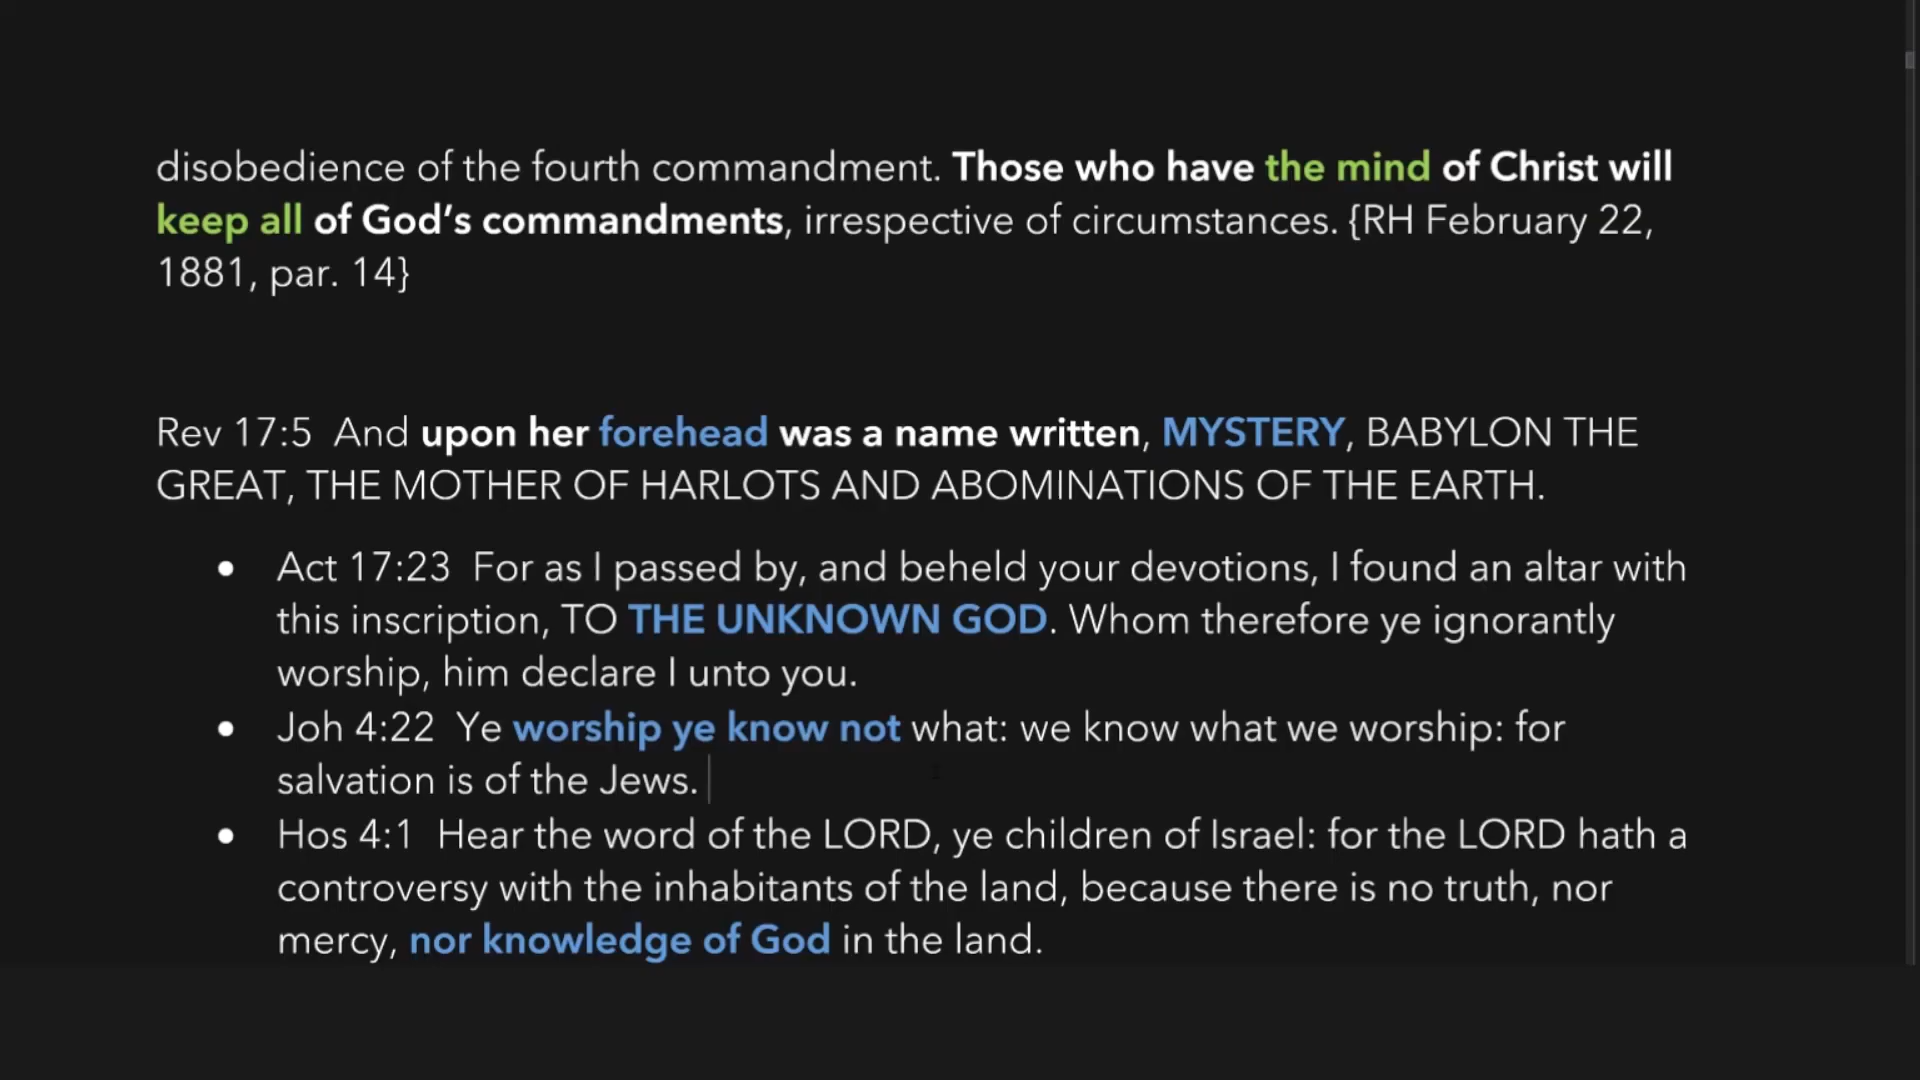 disobedience of the fourth commandment. Those who have the mind of Christ will
keep all of God’s commandments, irrespective of circumstances. {RH February 22,
1881, par. 14}
Rev 17:5  And upon her forehead was a name written, MYSTERY, BABYLON THE
GREAT, THE MOTHER OF HARLOTS AND ABOMINATIONS OF THE EARTH.
• Act 17:23  For as I passed by, and beheld your devotions, I found an altar with
this inscription, TO THE UNKNOWN GOD. Whom therefore ye ignorantly
worship, him declare I unto you.
• Joh 4:22  Ye worship ye know not what: we know what we worship: for
salvation is of the Jews.
• Hos 4:1  Hear the word of the LORD, ye children of Israel: for the LORD hath a
controversy with the inhabitants of the land, because there is no truth, nor
mercy, nor knowledge of God in the land.